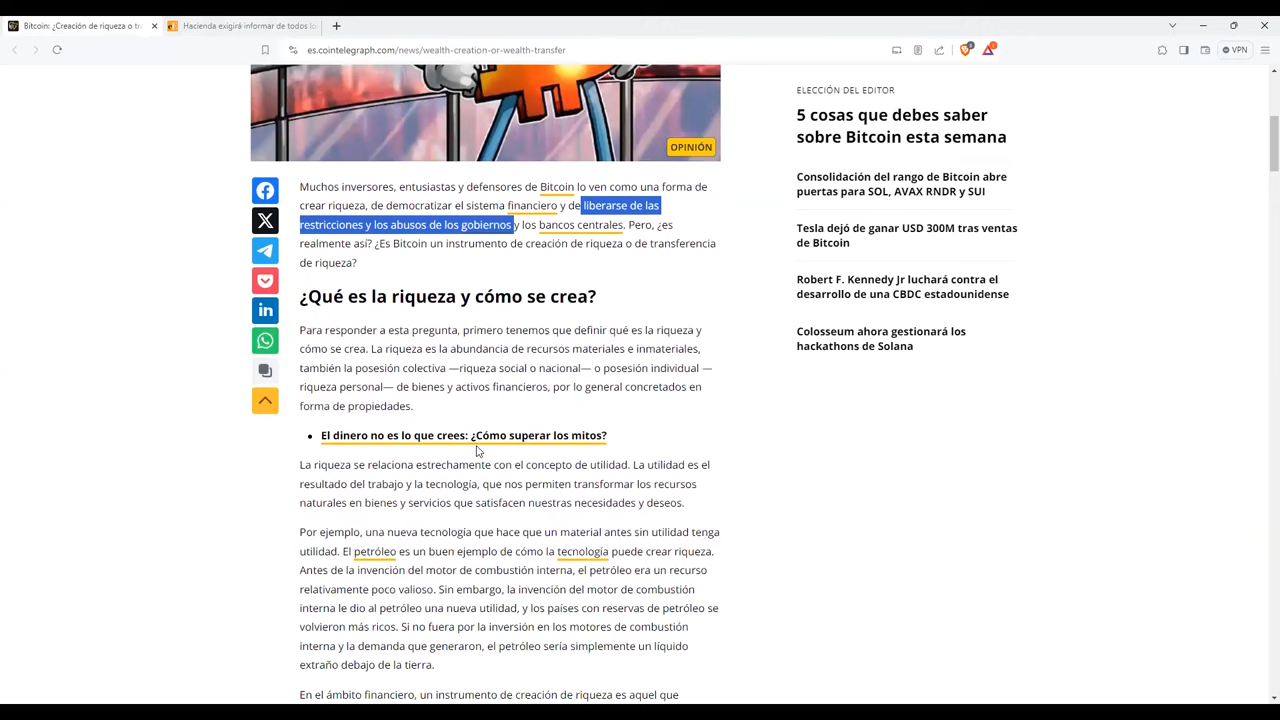 Bitcoin: ¿Creación de riqueza o tra
Hacienda exigirá informar de todos lo
es.cointelegraph.com/news/wealth-creation-or-wealth-transfer
VPN
OPINIÓN
Muchos inversores, entusiastas y defensores de Bitcoin lo ven como una forma de
crear riqueza, de democratizar el sistema financiero y de liberarse de las
restricciones y los abusos de los gobiernos y los bancos centrales. Pero, ¿es
realmente así? ¿Es Bitcoin un instrumento de creación de riqueza o de transferencia
de riqueza?
¿Qué es la riqueza y cómo se crea?
Para responder a esta pregunta, primero tenemos que definir qué es la riqueza y
cómo se crea. La riqueza es la abundancia de recursos materiales e inmateriales,
también la posesión colectiva —riqueza social o nacional— o posesión individual —
riqueza personal— de bienes y activos financieros, por lo general concretados en
forma de propiedades.
• El dinero no es lo que crees: ¿Cómo superar los mitos?
La riqueza se relaciona estrechamente con el concepto de utilidad. La utilidad es el
resultado del trabajo y la tecnología, que nos permiten transformar los recursos
naturales en bienes y servicios que satisfacen nuestras necesidades y deseos.
Por ejemplo, una nueva tecnología que hace que un material antes sin utilidad tenga
utilidad. El petróleo es un buen ejemplo de cómo la tecnología puede crear riqueza.
Antes de la invención del motor de combustión interna, el petróleo era un recurso
relativamente poco valioso. Sin embargo, la invención del motor de combustión
interna le dio al petróleo una nueva utilidad, y los países con reservas de petróleo se
volvieron más ricos. Si no fuera por la inversión en los motores de combustión
interna y la demanda que generaron, el petróleo sería simplemente un líquido
extraño debajo de la tierra.
En el ámbito financiero, un instrumento de creación de riqueza es aquel que
ELECCIÓN DEL EDITOR
5 cosas que debes saber
sobre Bitcoin esta semana
Consolidación del rango de Bitcoin abre
puertas para SOL, AVAX RNDR y SUI
Tesla dejó de ganar USD 300M tras ventas
de Bitcoin
Robert F. Kennedy Jr luchará contra el
desarrollo de una CBDC estadounidense
Colosseum ahora gestionará los
hackathons de Solana